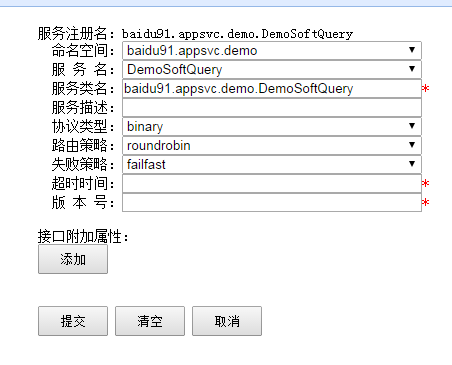 服务注册名：baidu91.appsvc.demo.DemoSoftQuery
命名空间：baidu91.appsvc.demo
服 务 名：DemoSoftQuery
服务类名：baidu91.appsvc.demo.DemoSoftQuery*
服务描述：
协议类型：binary
路由策略：roundrobin
失败策略：failfast
超时时间：*
版 本 号：*
接口附加属性：
添加
提交 清空 取消